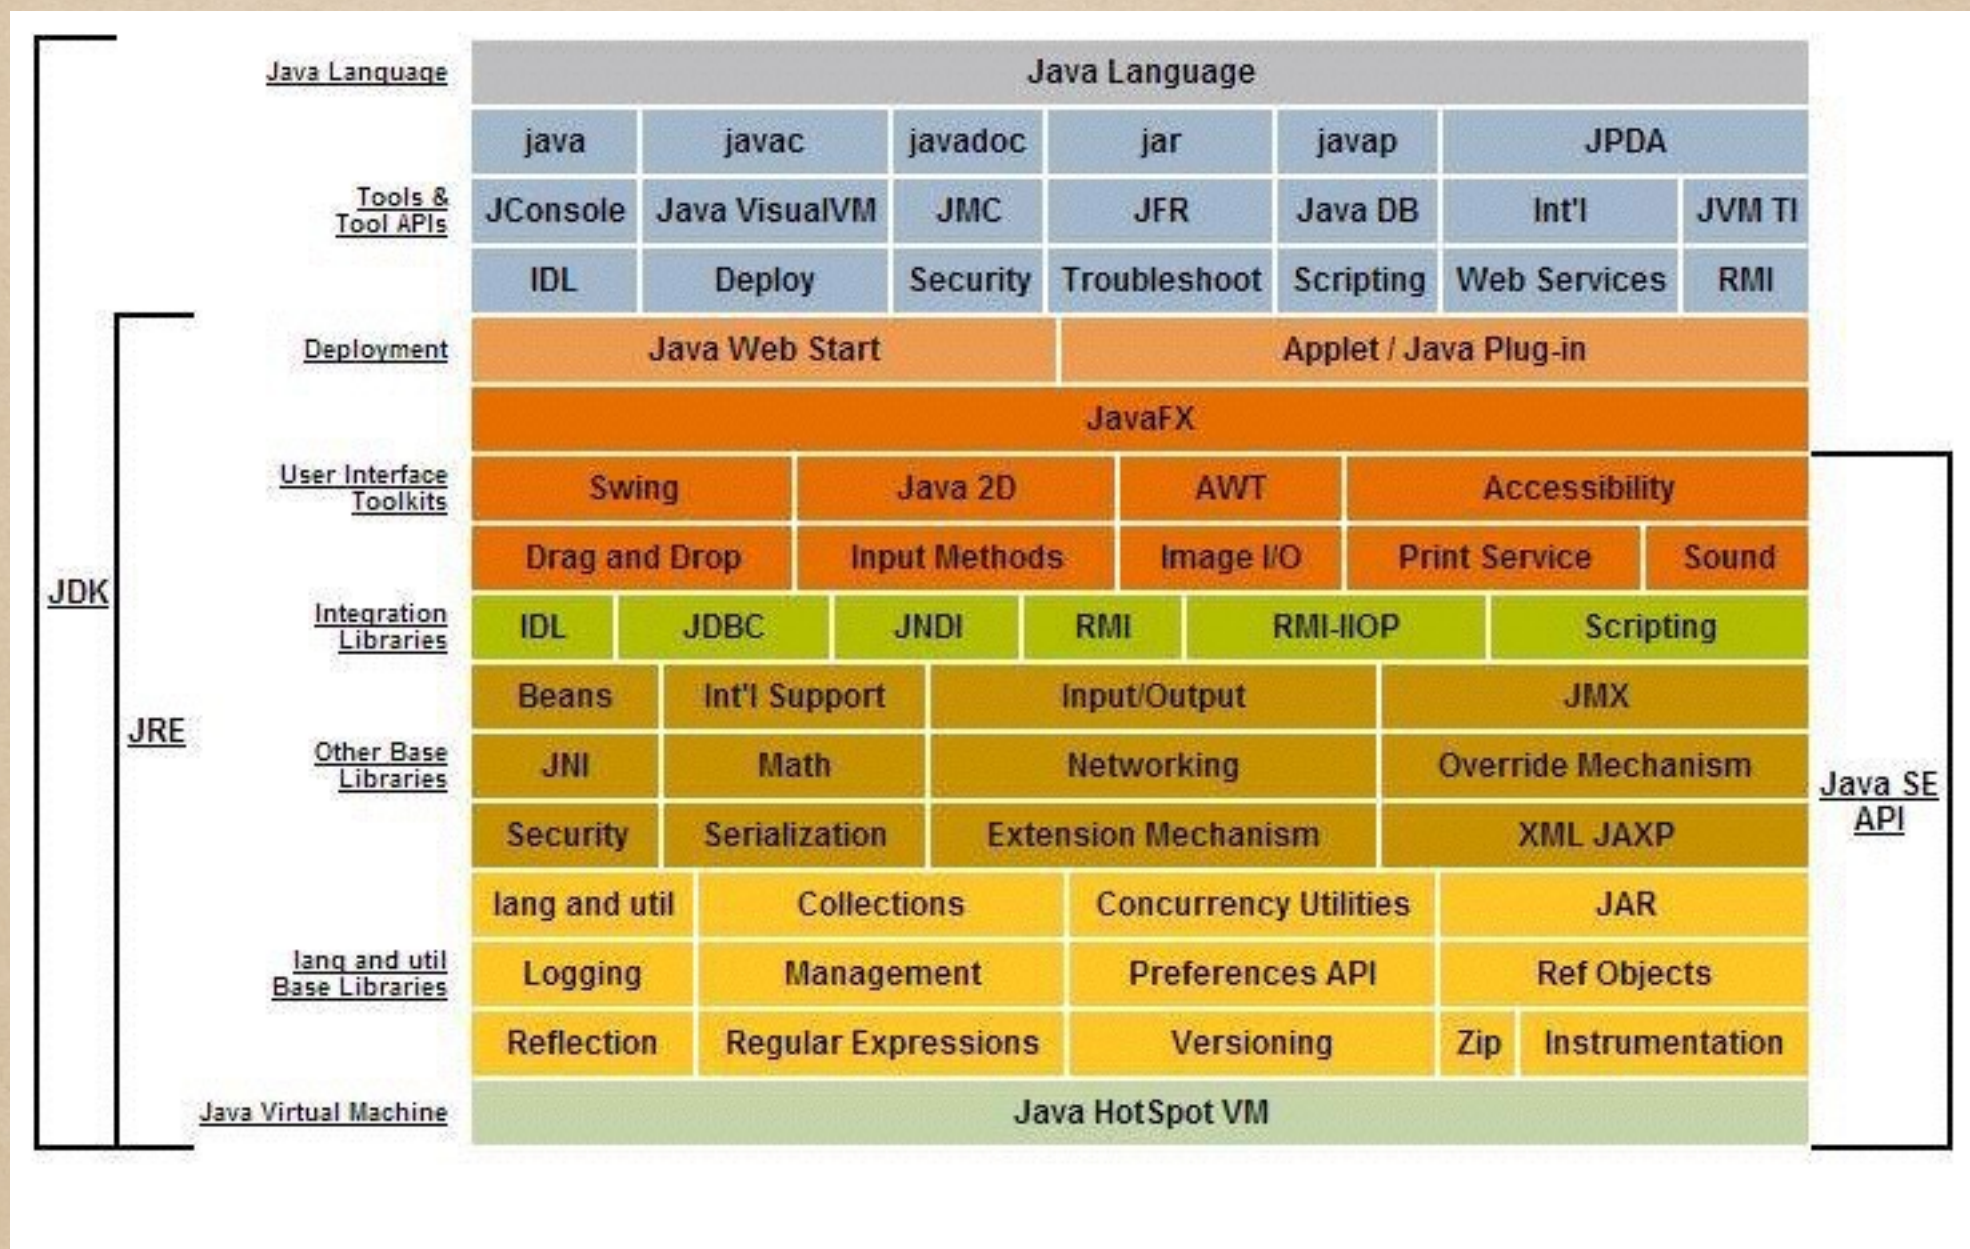 Java Language
Java Language
java javac javadoc jar javap JPDA
Tools &
Tool APIs
JConsole Java VisualVM JMC JFR Java DB Int'l JVM TI
IDL Deploy Security Troubleshoot Scripting Web Services RMI
Deployment
Java Web Start Applet / Java Plug-in
JavaFX
User Interface
Toolkits
Swing Java 2D AWT Accessibility
Drag and Drop Input Methods Image I/O Print Service Sound
JDK
Integration
Libraries
IDL JDBC JNDI RMI RMI-IIOP Scripting
Beans Int'l Support Input/Output JMX
JRE
Other Base
Libraries
JNI Math Networking Override Mechanism
Java SE
API
Security Serialization Extension Mechanism XML JAXP
lang and util Collections Concurrency Utilities JAR
lang and util
Base Libraries
Logging Management Preferences API Ref Objects
Reflection Regular Expressions Versioning Zip Instrumentation
Java Virtual Machine
Java HotSpot VM